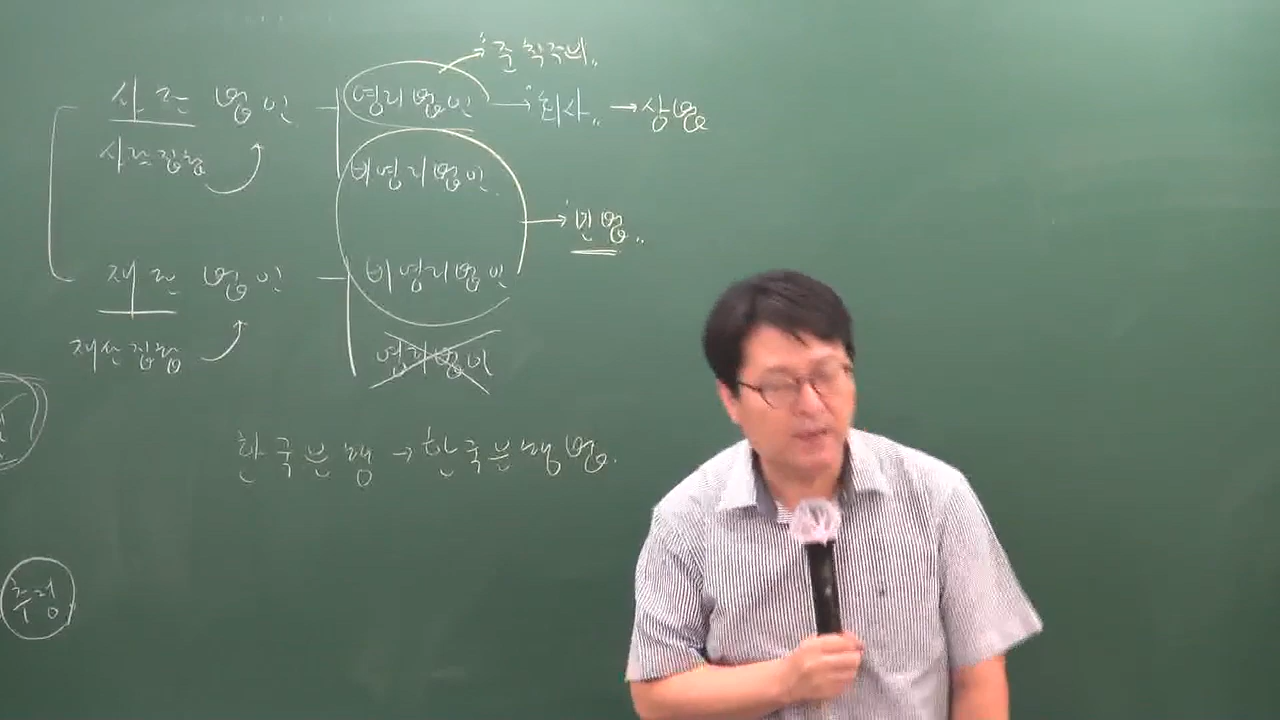 준칙주의
사단 법인 영리법인 → 회사 → 상법
사람집합 비영리법인
민법
재단 법인 비영리법인
재산집합 영리법인
한국은행 → 한국은행법.
추정